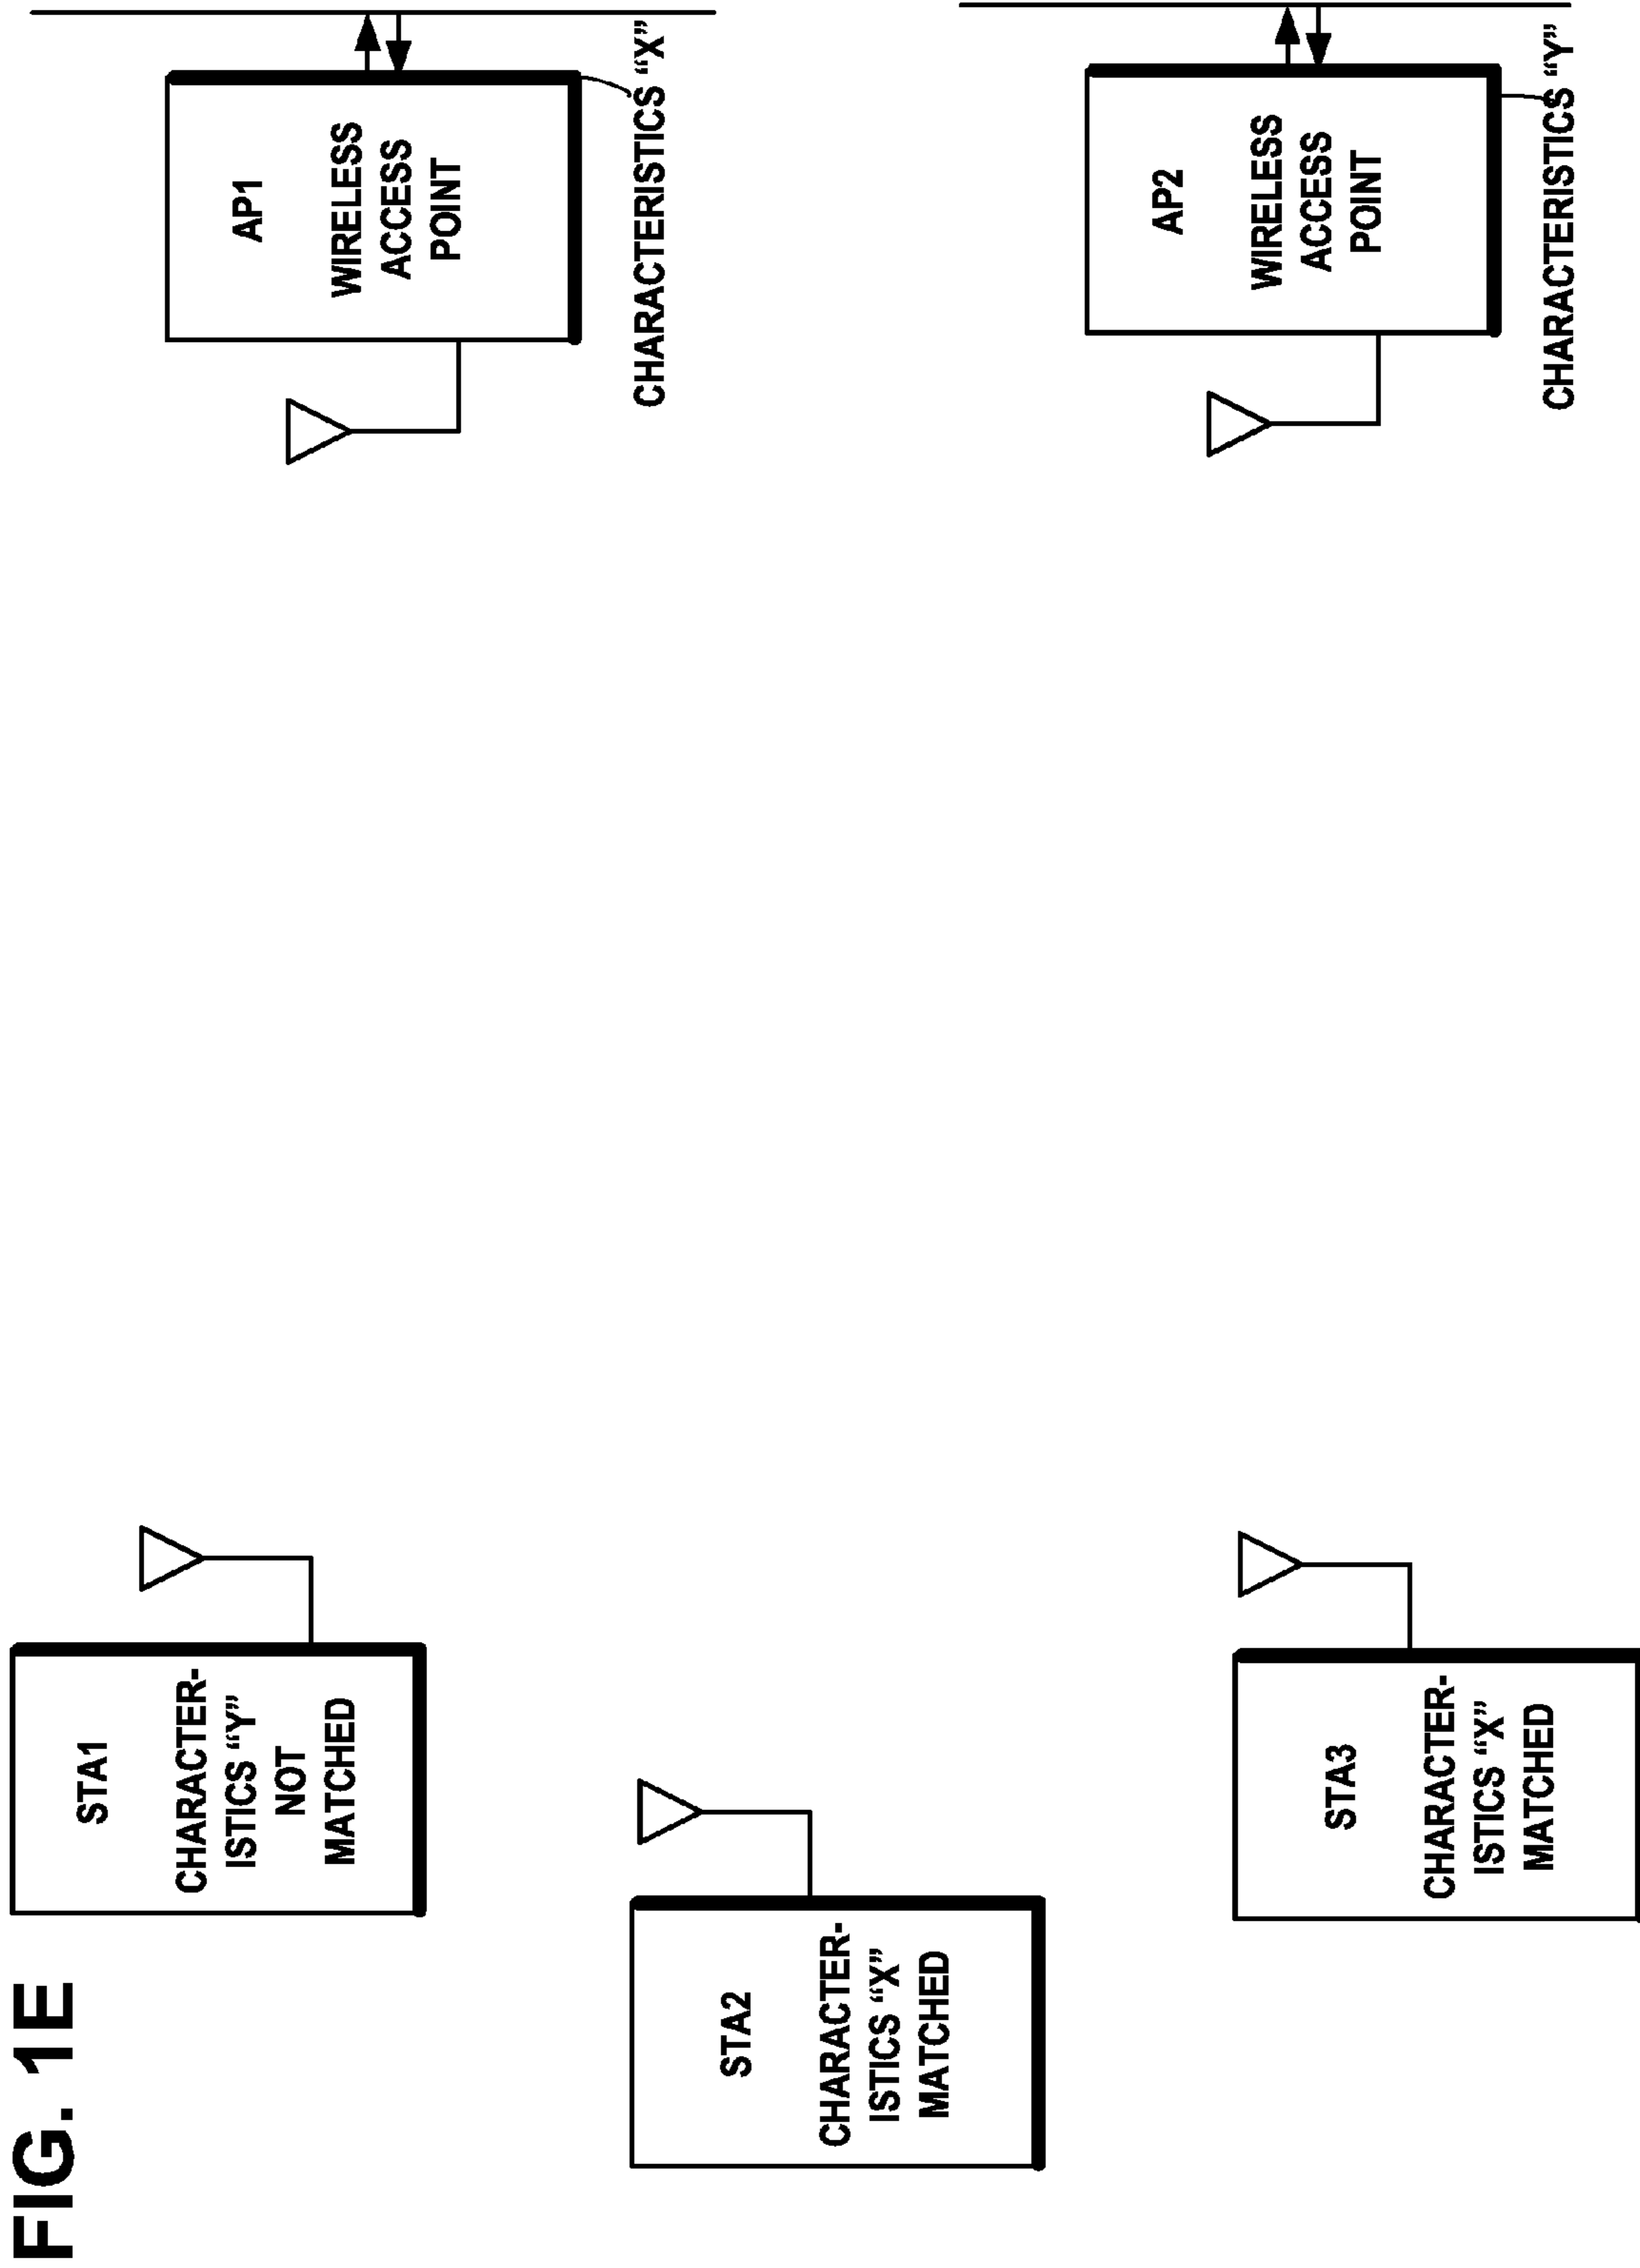 FIG. 1E
STA1
CHARACTER-
ISTICS “Y”
NOT
MATCHED
STA2
CHARACTER-
ISTICS “X”
MATCHED
STA3
CHARACTER-
ISTICS “X”
MATCHED
AP1
WIRELESS
ACCESS
POINT
CHARACTERISTICS “X”
AP2
WIRELESS
ACCESS
POINT
CHARACTERISTICS “Y”